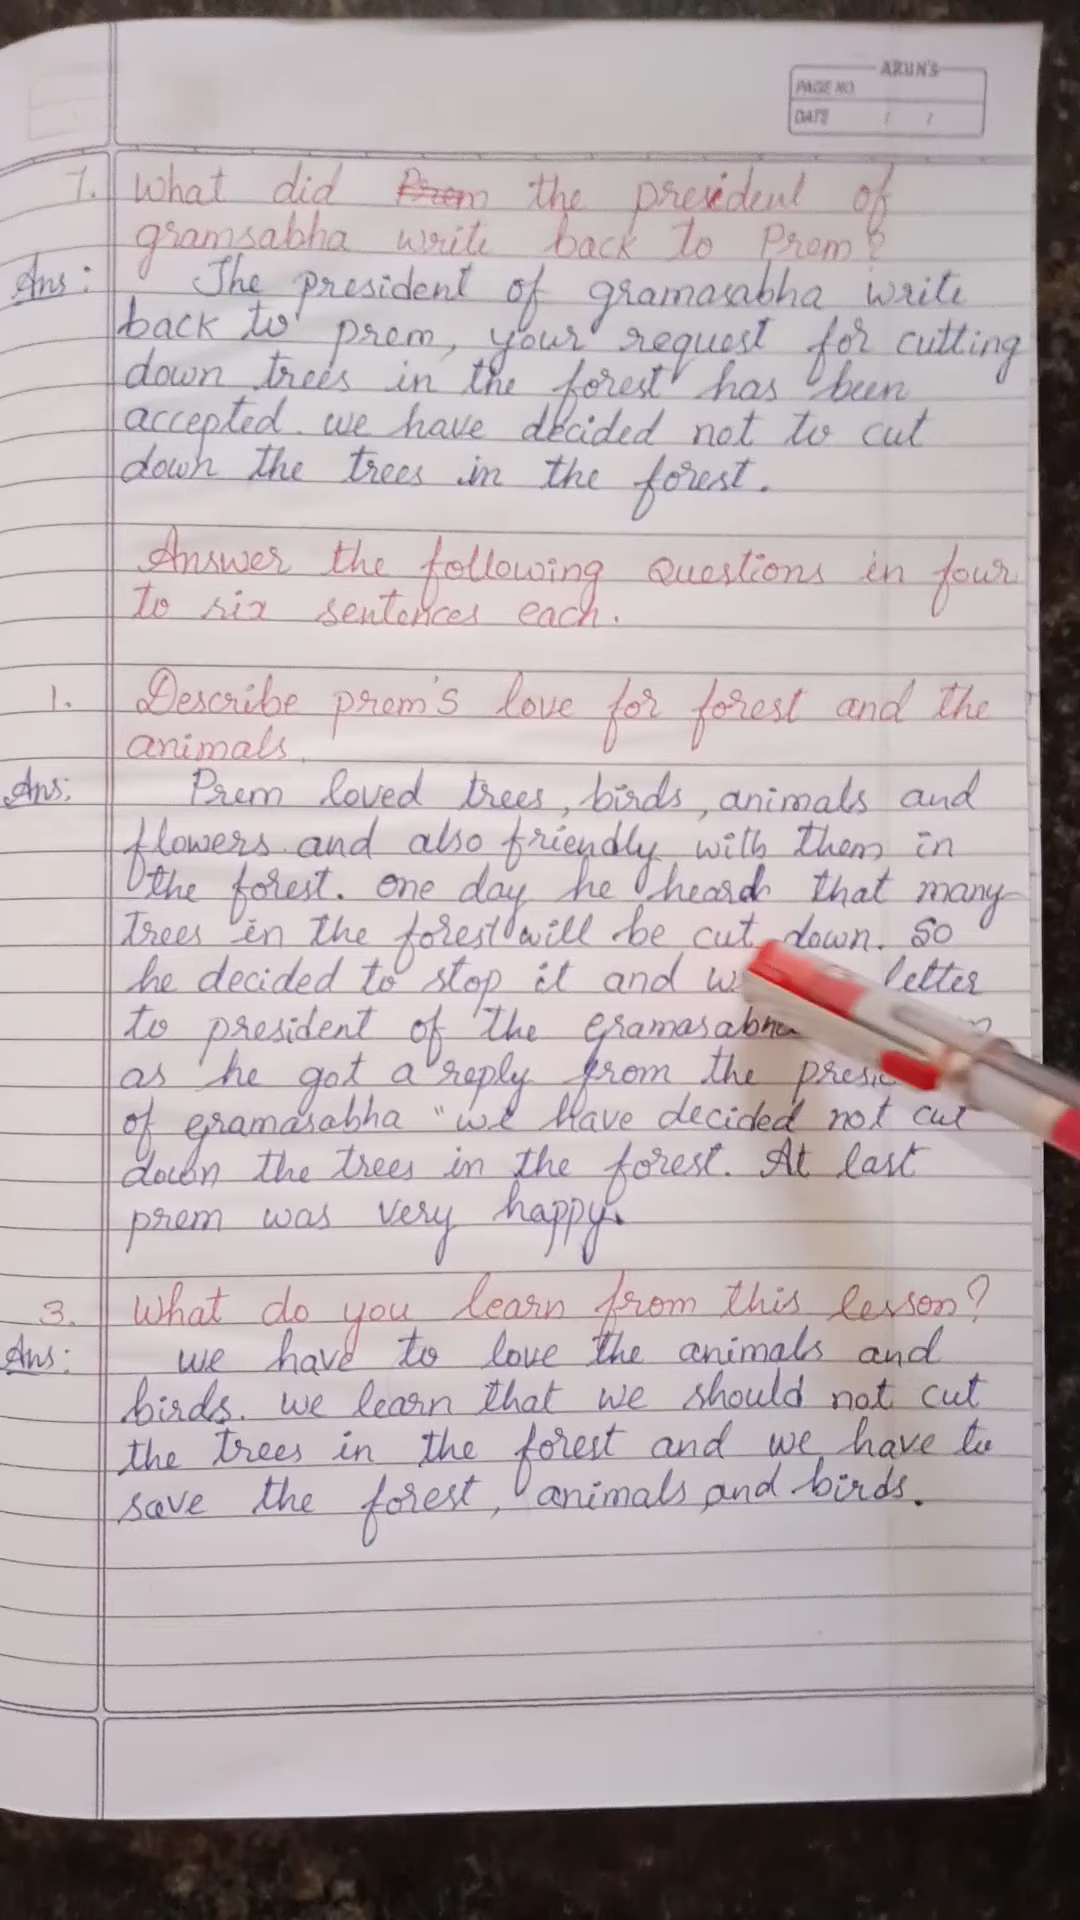 ARUN'S
PAGE NO
DATE / /
7. What did the president of
gramsabha write back to Prem?
Ans: The president of gramasabha write
back to prem, your request for cutting
down trees in the forest has been
accepted. we have decided not to cut
down the trees in the forest.
Answer the following Questions in four
to six sentences each.
1. Describe prem's love for forest and the
animals.
Ans: Prem loved trees, birds, animals and
flowers and also friendly with them in
the forest. One day he heard that many
trees in the forest will be cut down. So
he decided to stop it and letter
to president of the
as he got a reply from the
of gramasabha "we have decided not cut
down the trees in the forest. At last
prem was very happy.
3. What do you learn from this lesson?
Ans: we have to love the animals and
birds. we learn that we should not cut
the trees in the forest and we have to
save the forest, animals and birds.